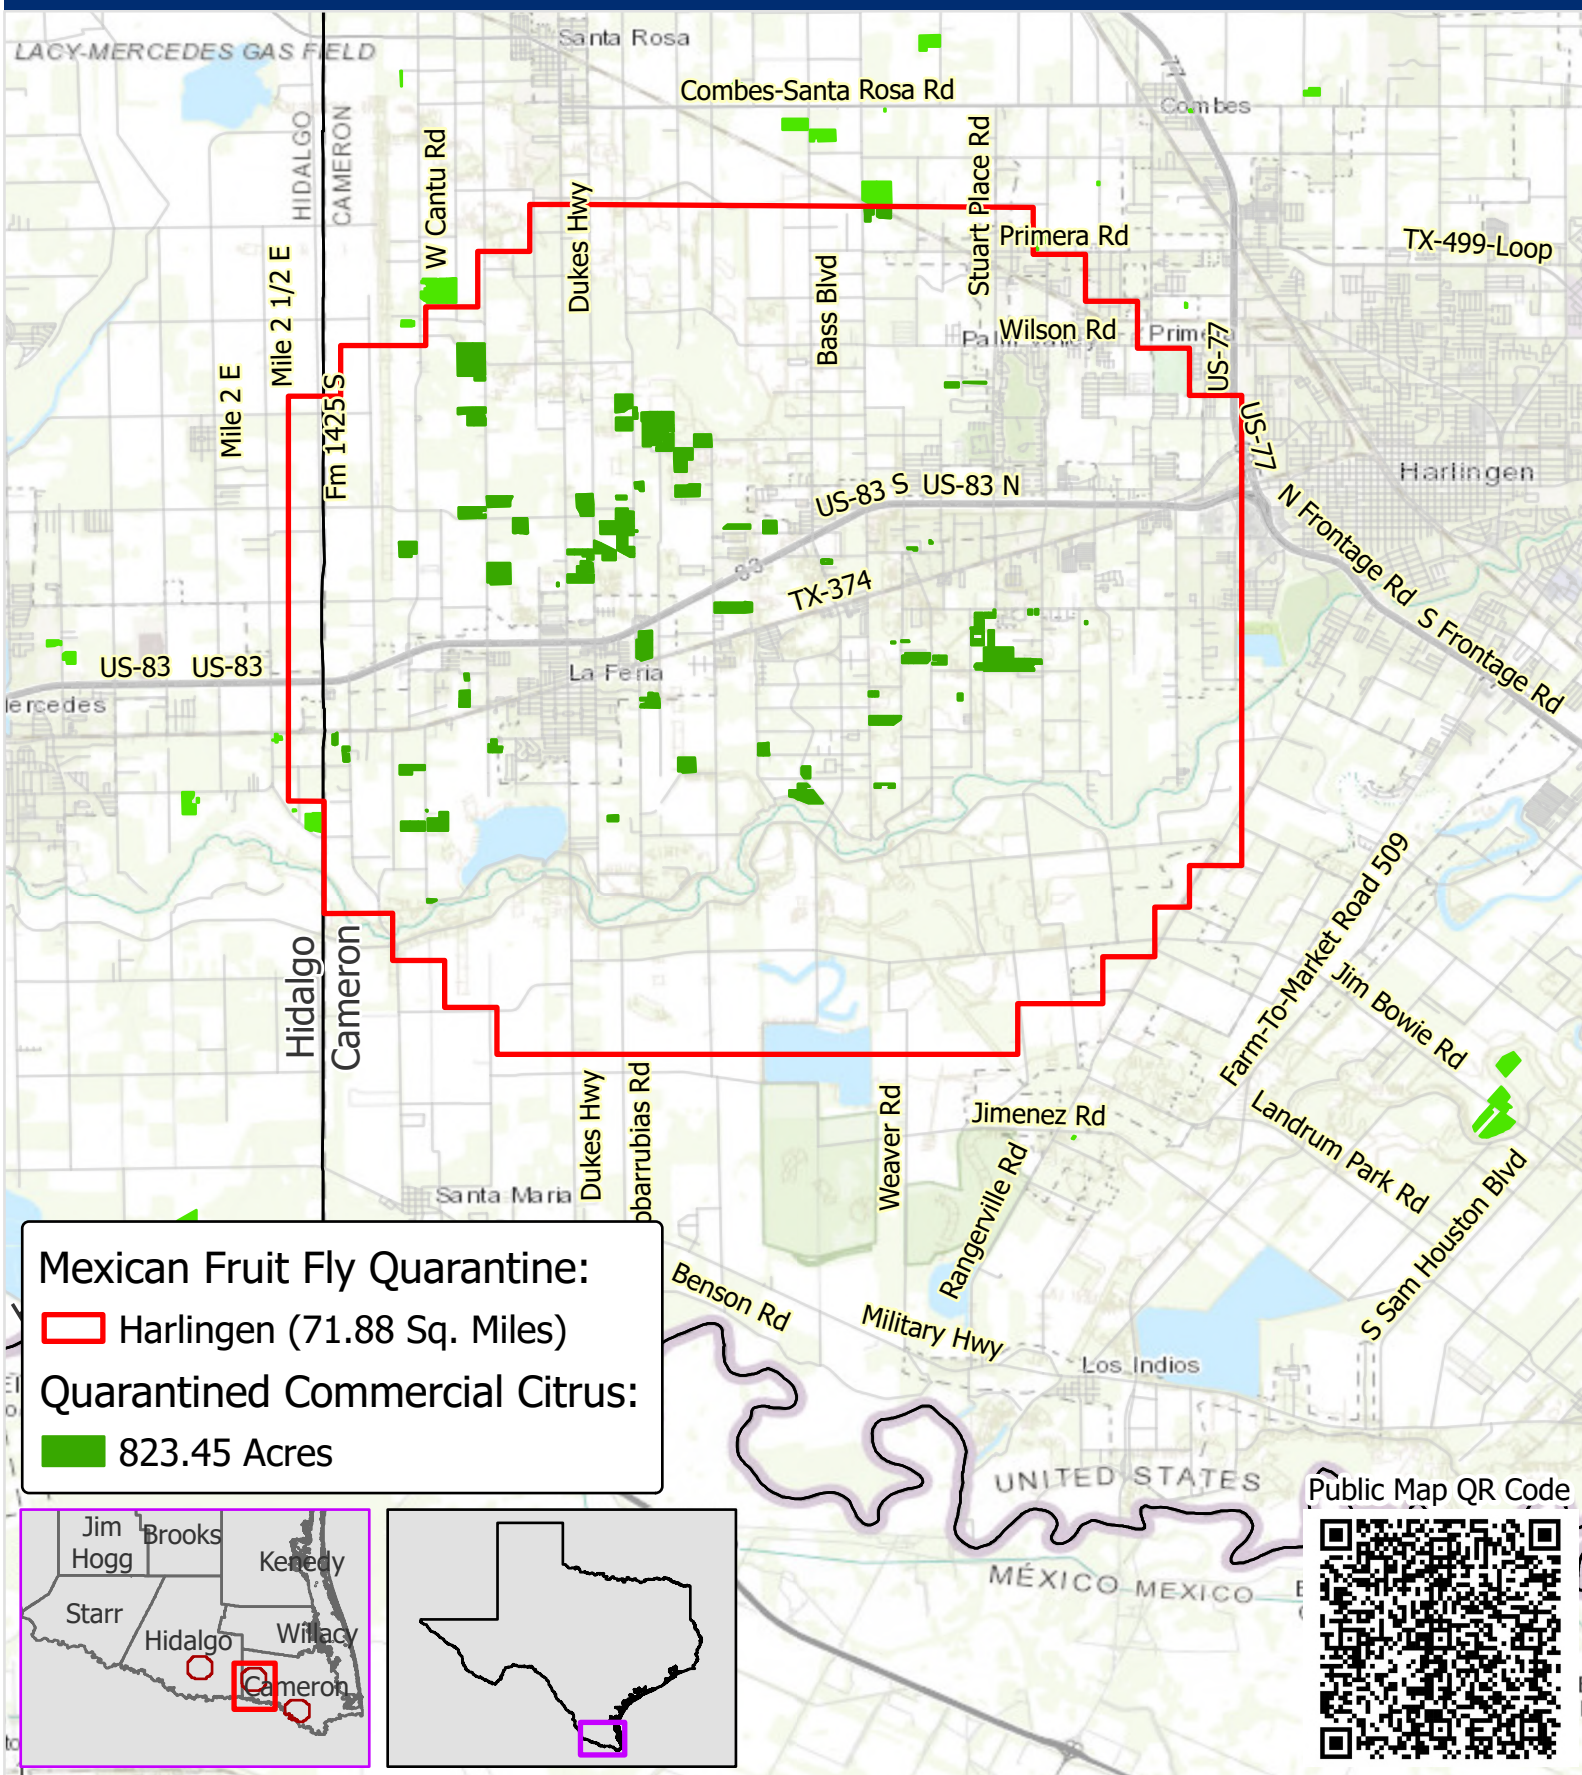 LACY-MERCEDES GAS FIELD
Santa Rosa
77
Combes-Santa Rosa Rd
Combes
HIDALGO
CAMERON
W Cantu Rd
Dukes Hwy
Stuart Place Rd
Primera Rd
TX-499-Loop
Mile 2 1/2 E
Bass Blvd
Wilson Rd
US-77
Mile 2 E
Fm 1425 S
US-77
Harlingen
US-83 S
US-83 N
N Frontage Rd
83
TX-374
S Frontage Rd
US-83
US-83
La Feria
Farm-To-Market Road 509
Hidalgo
Cameron
Jim Bowie Rd
Dukes Hwy
Weaver Rd
Jimenez Rd
Landrum Park Rd
Rangerville Rd
S Sam Houston Blvd
Santa Maria
Benson Rd
Military Hwy
Los Indios
Mexican Fruit Fly Quarantine:
Harlingen (71.88 Sq. Miles)
Quarantined Commercial Citrus:
823.45 Acres
UNITED STATES
MÉXICO MEXICO
Public Map QR Code
Jim
Hogg
Brooks
Kenedy
Starr
Hidalgo
Willacy
Cameron